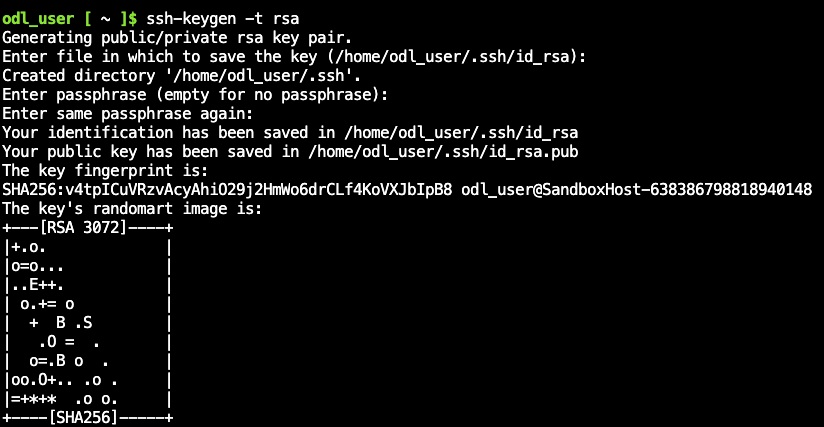 odl_user [ ~ ]$ ssh-keygen -t rsa
Generating public/private rsa key pair.
Enter file in which to save the key (/home/odl_user/.ssh/id_rsa):
Created directory '/home/odl_user/.ssh'.
Enter passphrase (empty for no passphrase):
Enter same passphrase again:
Your identification has been saved in /home/odl_user/.ssh/id_rsa
Your public key has been saved in /home/odl_user/.ssh/id_rsa.pub
The key fingerprint is:
SHA256:v4tpICuVRzvAcyAhiO29j2HmWo6drCLf4KoVXJbIpB8 odl_user@SandboxHost-638386798818940148
The key's randomart image is:
+---[RSA 3072]----+
|+.o.             |
|o=o...           |
|..E++.           |
| o.+= o          |
|  +  B .S        |
|   .O =  .       |
|  o=.B o  .      |
|oo.O+.. .o .     |
|=+*+*  .o o.     |
+----[SHA256]-----+